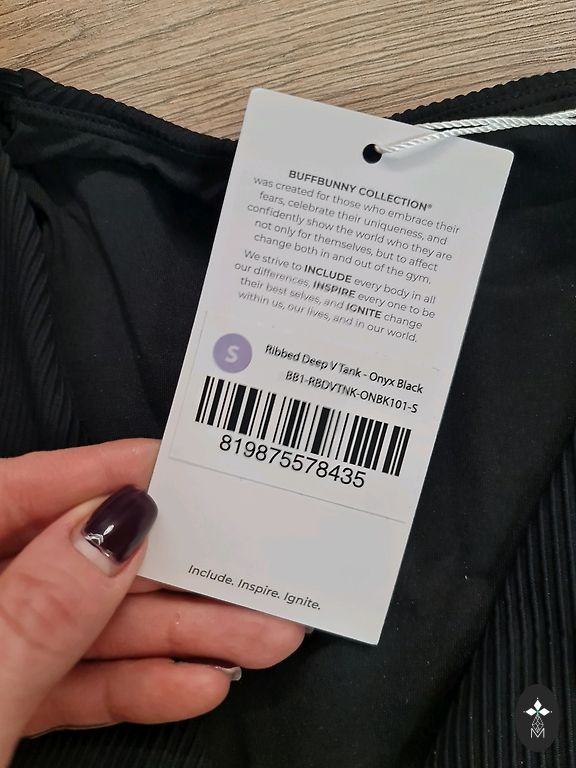 BUFFBUNNY COLLECTION®
was created for those who embrace their
fears, celebrate their uniqueness, and
confidently show the world who they are
not only for themselves, but to affect
change both in and out of the gym.
We strive to INCLUDE every body in all
our differences, INSPIRE every one to be
their best selves, and IGNITE change
within us, our lives, and in our world.
S
Ribbed Deep V Tank - Onyx Black
BB1-RBDVTNK-ONBK101-S
819875578435
Include. Inspire. Ignite.
M